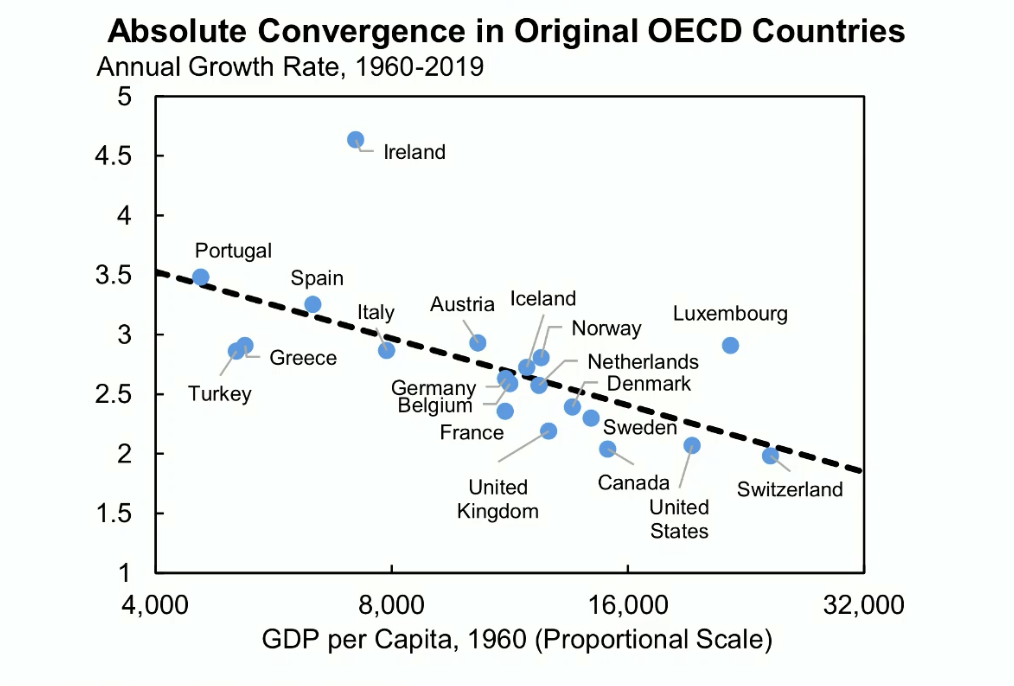 Absolute Convergence in Original OECD Countries
Annual Growth Rate, 1960-2019
5
4.5
4
3.5
3
2.5
2
1.5
1
Ireland
Portugal
Spain
Italy
Austria
Iceland
Norway
Luxembourg
Greece
Turkey
Netherlands
Denmark
Germany
Belgium
France
Sweden
United
Kingdom
Canada
United
States
Switzerland
4,000
8,000
16,000
32,000
GDP per Capita, 1960 (Proportional Scale)